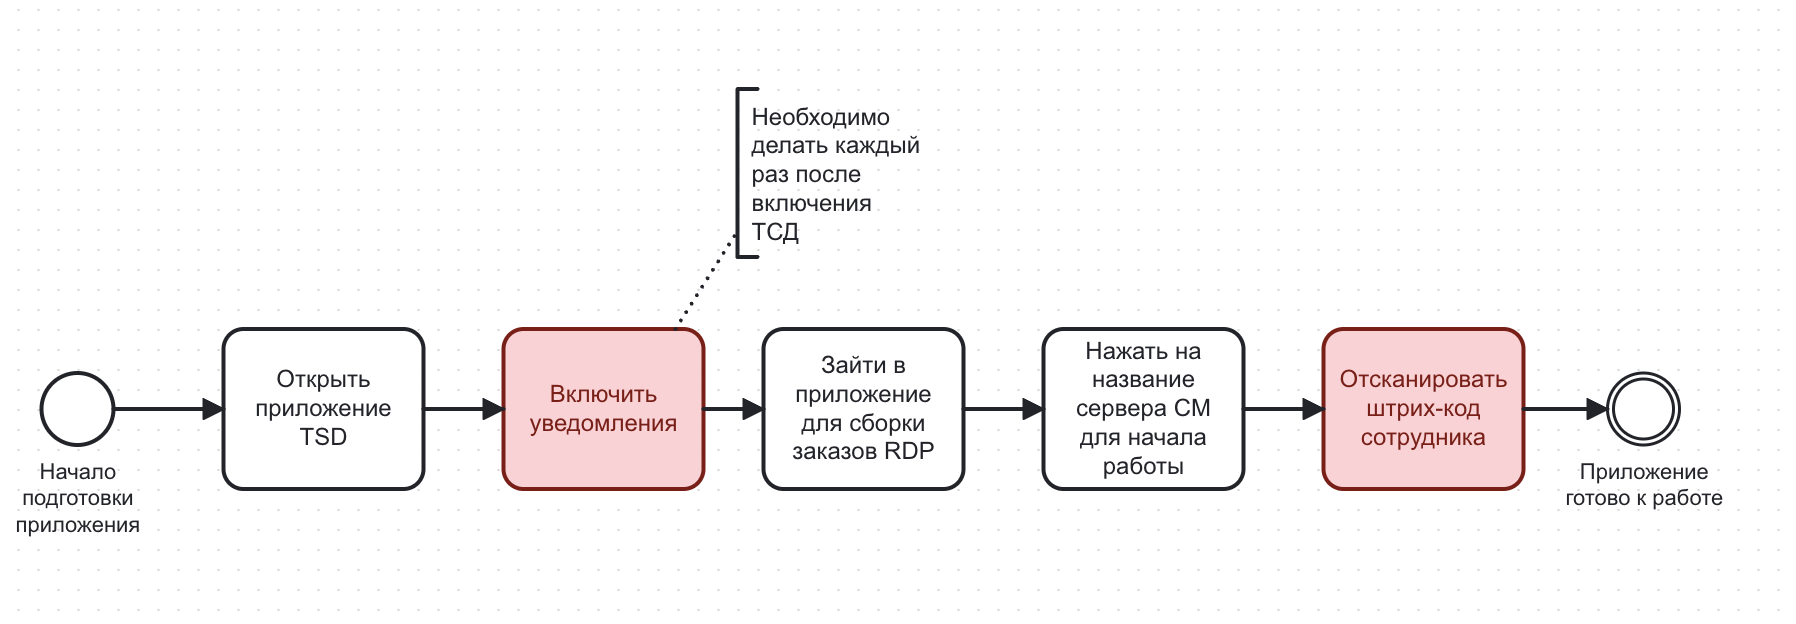 Необходимо
делать каждый
раз после
включения
ТСД
Начало
подготовки
приложения
Открыть
приложение
TSD
Включить
уведомления
Зайти в
приложение
для сборки
заказов RDP
Нажать на
название
сервера СМ
для начала
работы
Отсканировать
штрих-код
сотрудника
Приложение
готово к работе